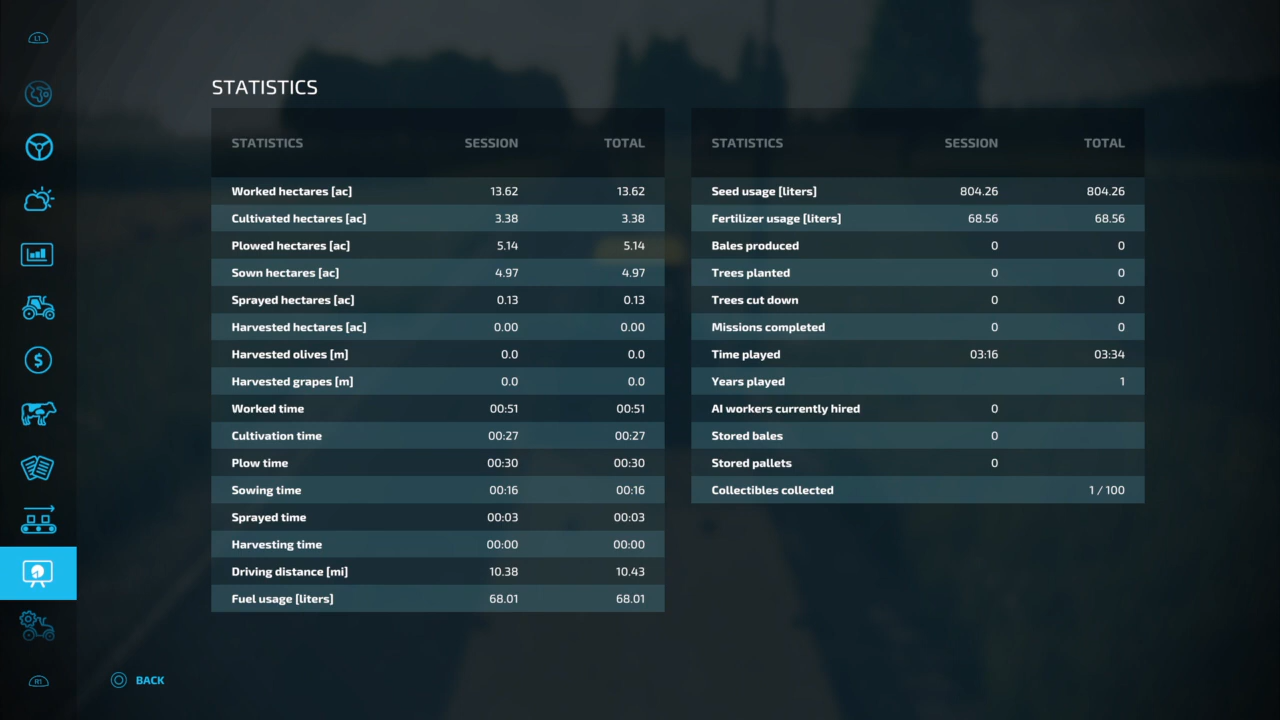 L1
STATISTICS
STATISTICS SESSION TOTAL
Worked hectares [ac] 13.62 13.62
Cultivated hectares [ac] 3.38 3.38
Plowed hectares [ac] 5.14 5.14
Sown hectares [ac] 4.97 4.97
Sprayed hectares [ac] 0.13 0.13
Harvested hectares [ac] 0.00 0.00
Harvested olives [m] 0.0 0.0
Harvested grapes [m] 0.0 0.0
Worked time 00:51 00:51
Cultivation time 00:27 00:27
Plow time 00:30 00:30
Sowing time 00:16 00:16
Sprayed time 00:03 00:03
Harvesting time 00:00 00:00
Driving distance [mi] 10.38 10.43
Fuel usage [liters] 68.01 68.01
STATISTICS SESSION TOTAL
Seed usage [liters] 804.26 804.26
Fertilizer usage [liters] 68.56 68.56
Bales produced 0 0
Trees planted 0 0
Trees cut down 0 0
Missions completed 0 0
Time played 03:16 03:34
Years played 1
AI workers currently hired 0
Stored bales 0
Stored pallets 0
Collectibles collected 1 / 100
R1
BACK